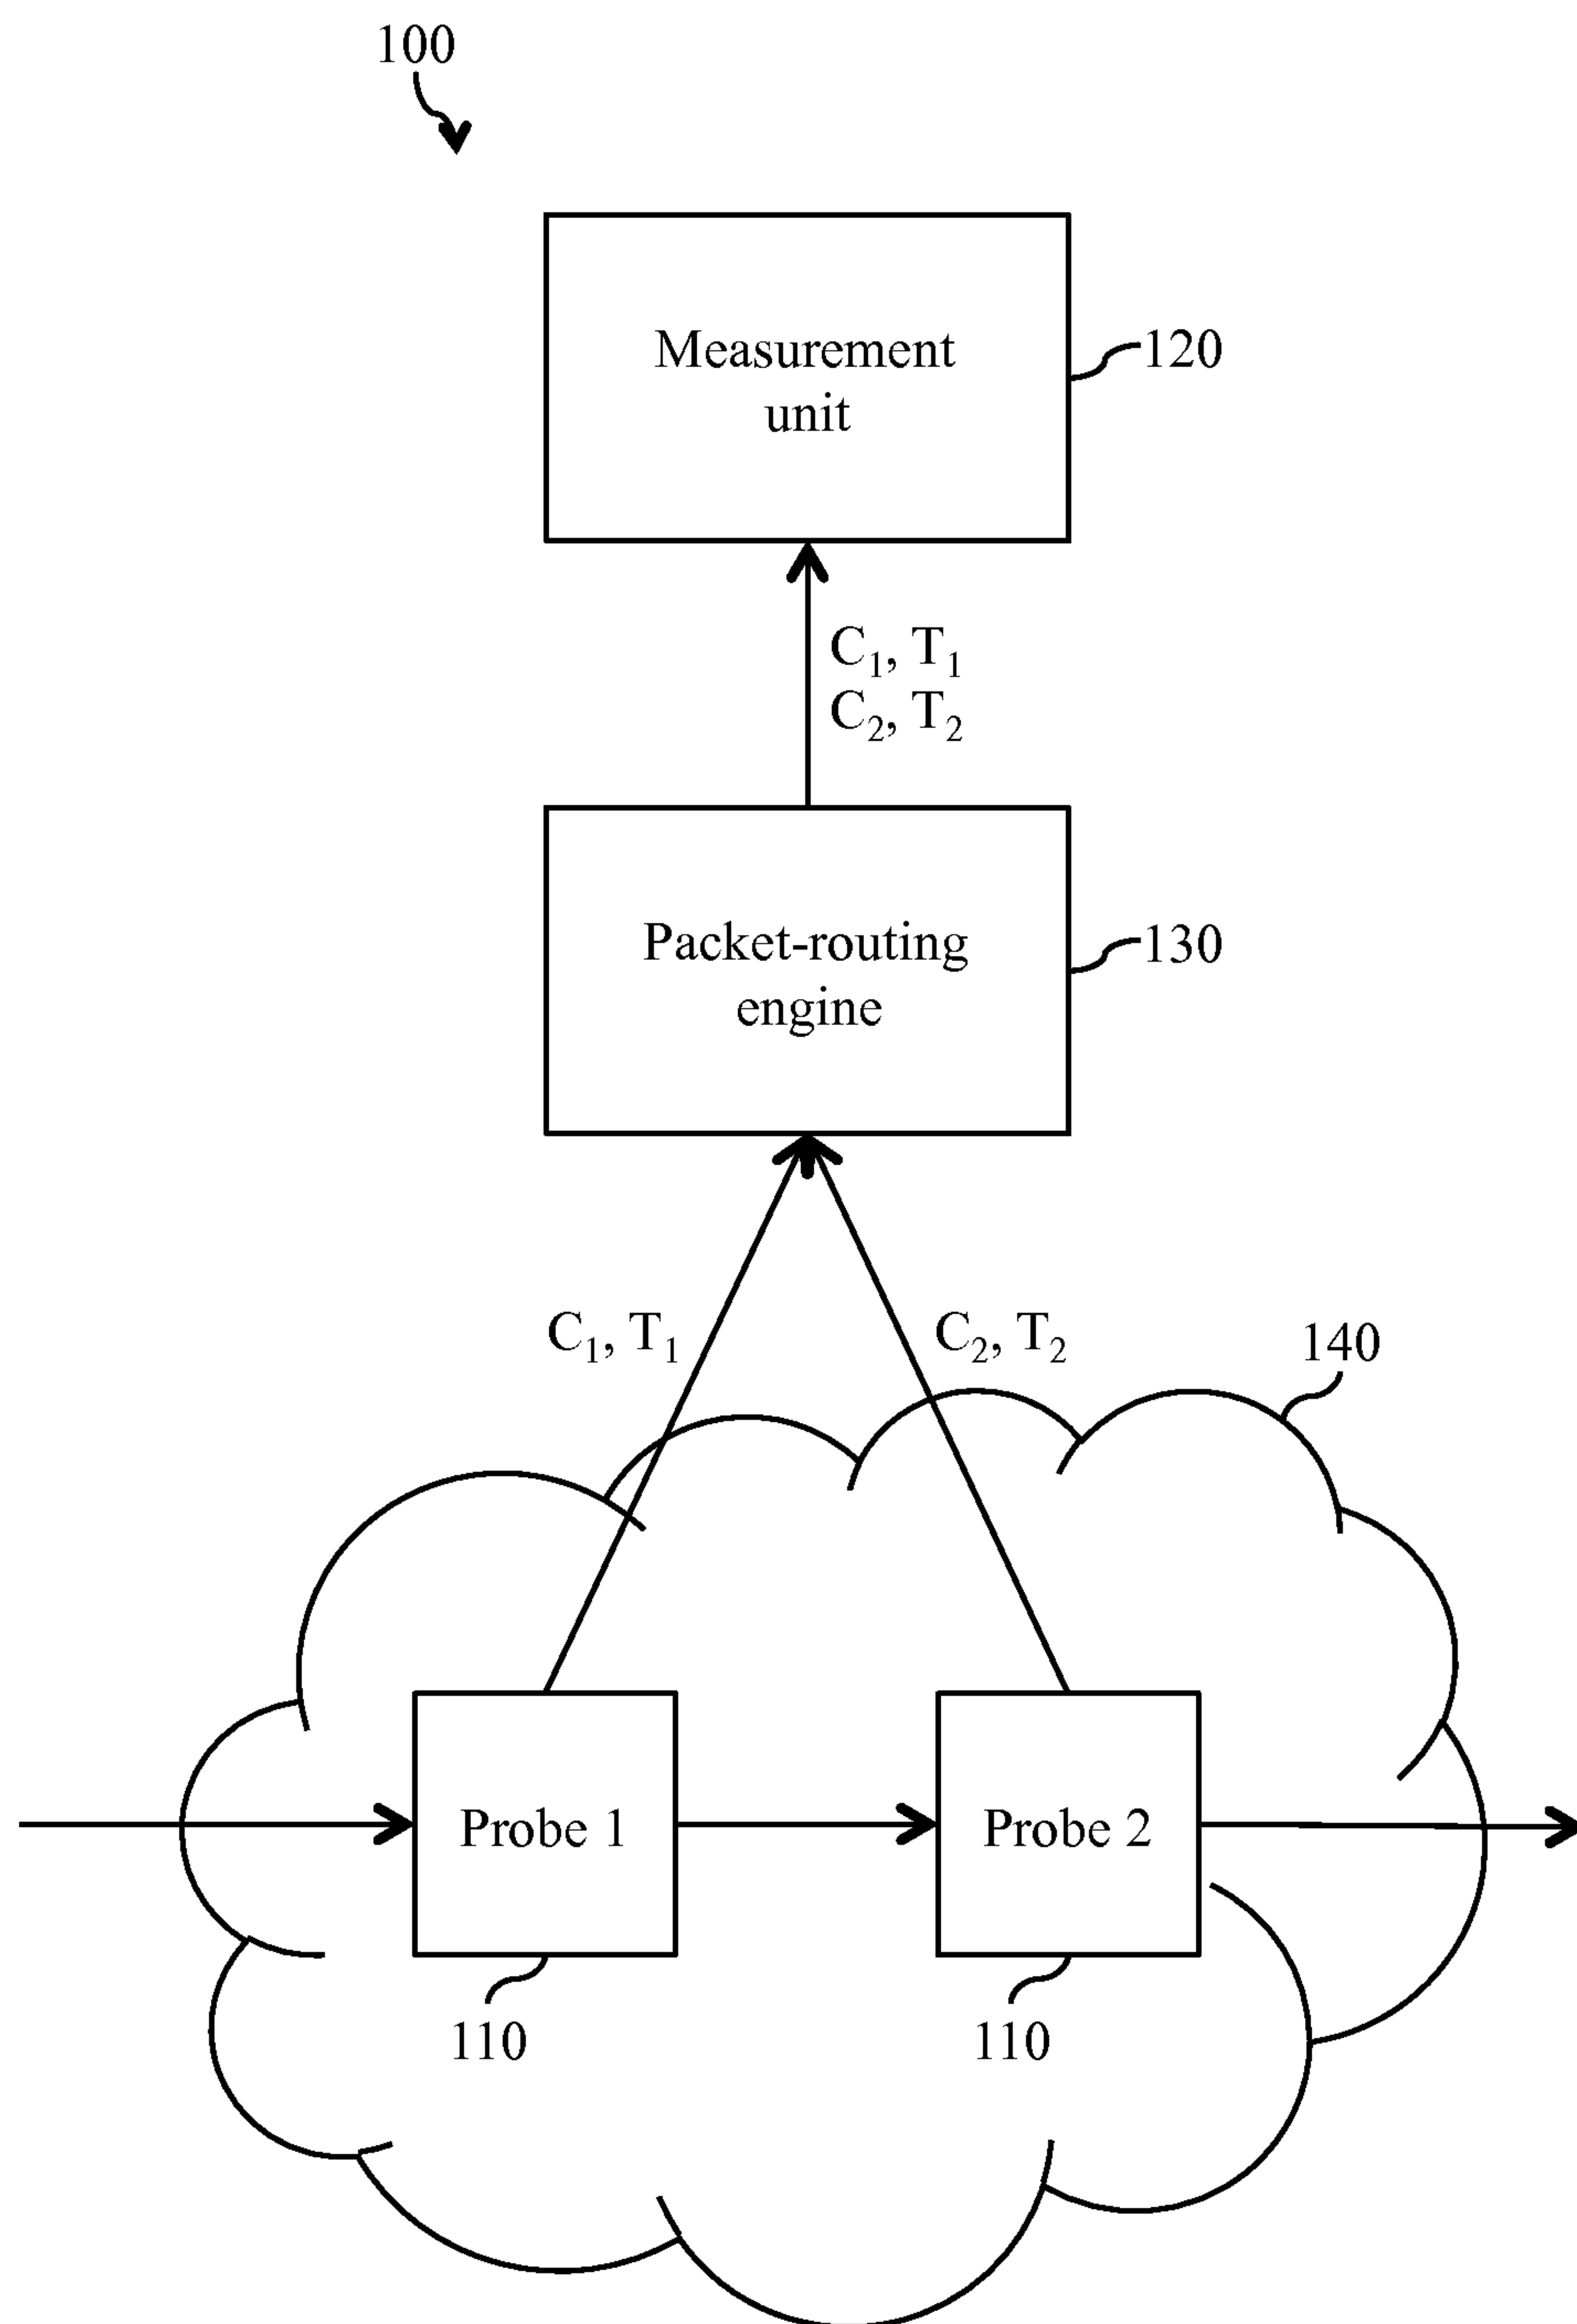 100
Measurement
unit
120
C₁, T₁
C₂, T₂
Packet-routing
engine
130
C₁, T₁
C₂, T₂
140
Probe 1
Probe 2
110
110